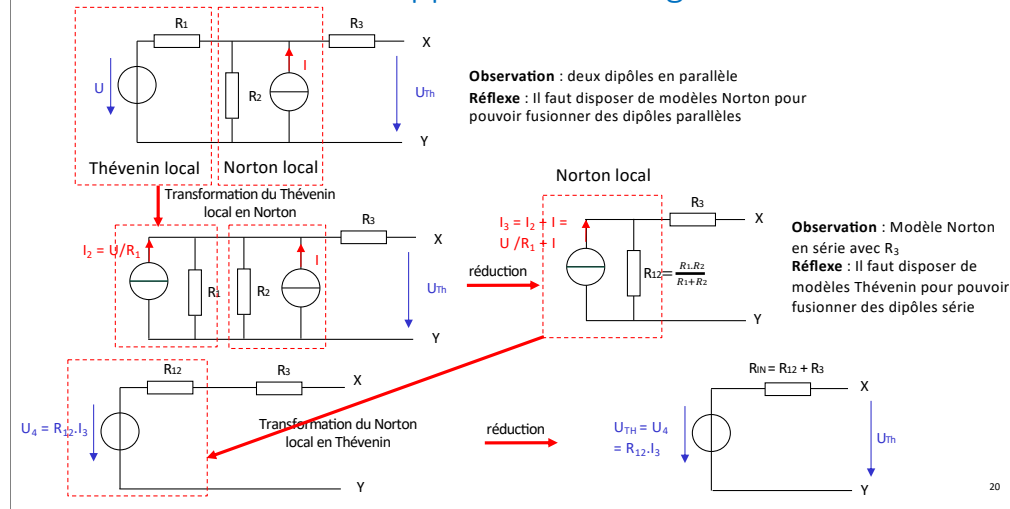 R1
R3
X
U
R2
I
UTh
Y
Thévenin local
Norton local
Observation : deux dipôles en parallèle
Réflexe : Il faut disposer de modèles Norton pour
pouvoir fusionner des dipôles parallèles
Transformation du Thévenin
local en Norton
I2 = U/R1
R1
R2
I
R3
X
UTh
Y
réduction
Norton local
I3 = I2 + I =
U /R1 + I
R12= R1.R2
R1+R2
R3
X
Y
Observation : Modèle Norton
en série avec R3
Réflexe : Il faut disposer de
modèles Thévenin pour pouvoir
fusionner des dipôles série
R12
R3
X
U4 = R12.I3
Transformation du Norton
local en Thévenin
Y
réduction
RIN = R12 + R3
X
UTH = U4
= R12.I3
UTh
Y
20